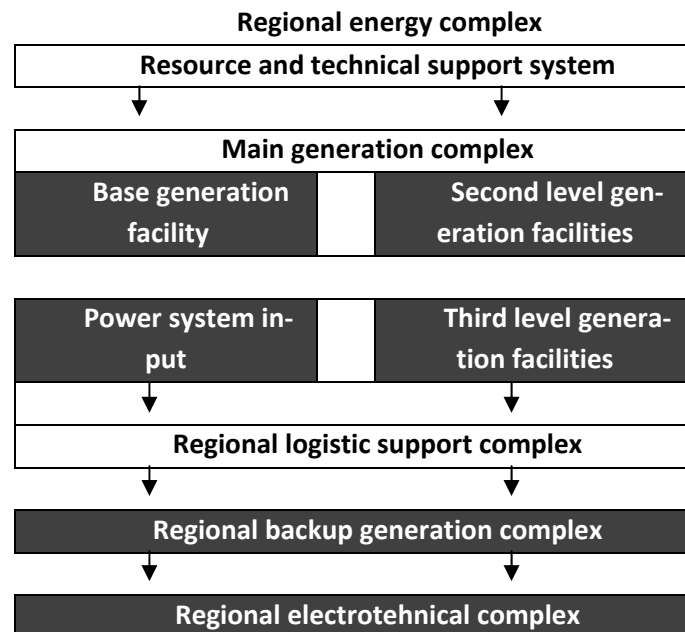 Regional energy complex
Resource and technical support system
Main generation complex
Base generation
facility
Second level gen-
eration facilities
Power system in-
put
Third level genera-
tion facilities
Regional logistic support complex
Regional backup generation complex
Regional electrotehnical complex